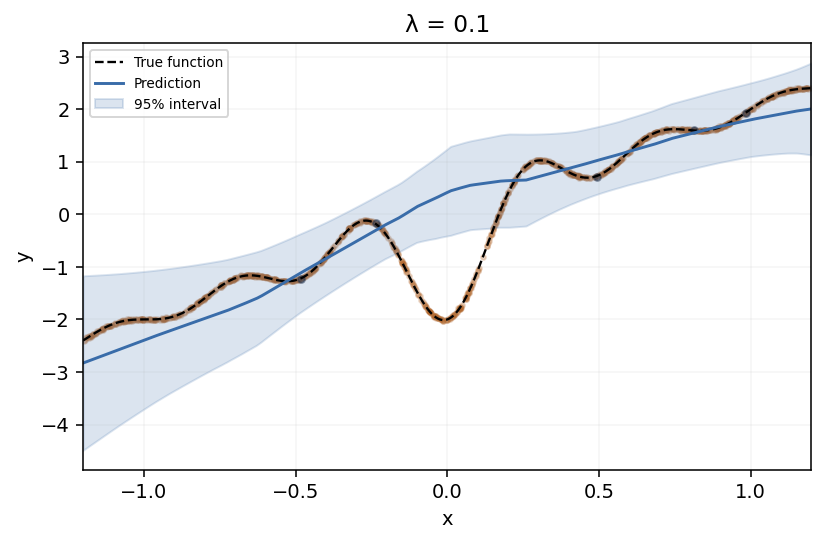 λ = 0.1
True function
Prediction
95% interval
3
2
1
0
−1
−2
−3
−4
y
−1.0
−0.5
0.0
0.5
1.0
x